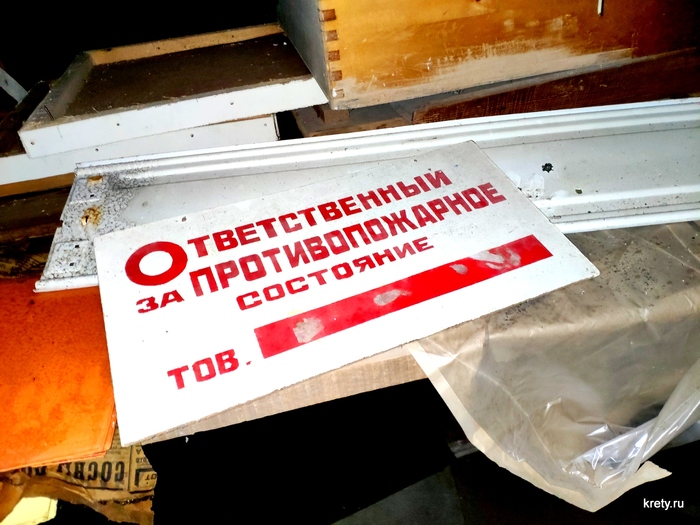 ОТВЕТСТВЕННЫЙ
ЗА ПРОТИВОПОЖАРНОЕ
СОСТОЯНИЕ
ТОВ.
krety.ru